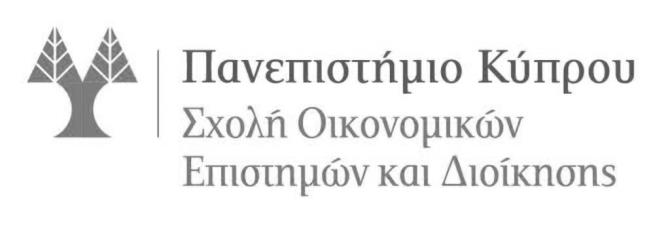 Πανεπιστήμιο Κύπρου
Σχολή Οικονομικών
Επιστημών και Διοίκησης